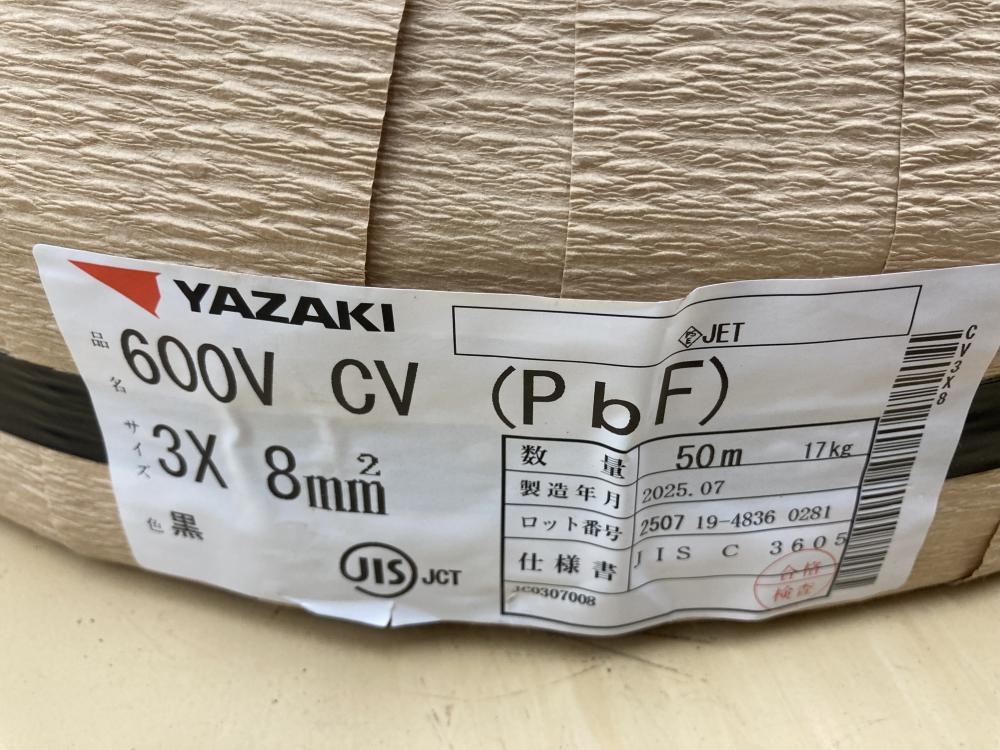 YAZAKI
PSE JET
品名 600V CV (PbF)
サイズ 3X 8mm²
色 黒
JIS JCT
数量 50m 17kg
製造年月 2025.07
ロット番号 2507 19-4836 0281
仕様書 JIS C 3605
JC0307008
合格
検査
CV3X8